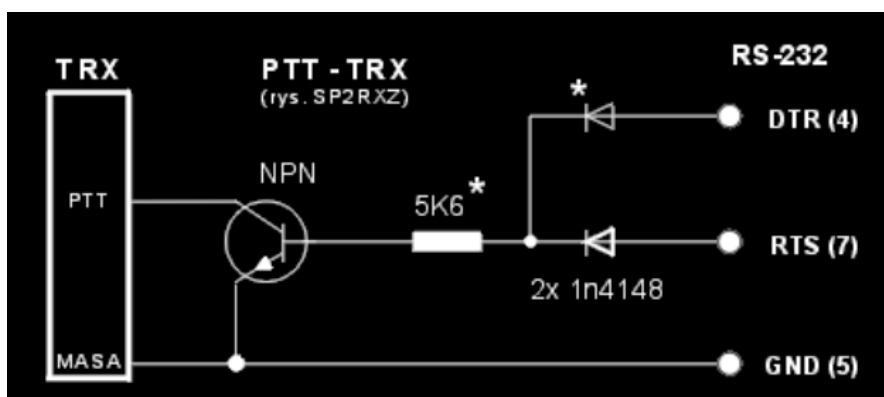 TRX
PTT - TRX
(rys. SP2RXZ)
RS-232
*
DTR (4)
NPN
PTT
5K6 *
RTS (7)
2x 1n4148
MASA
GND (5)